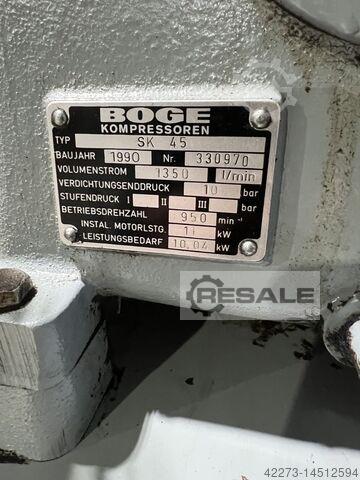 BOGE
KOMPRESSOREN
TYP SK 45
BAUJAHR 1990 Nr. 330970
VOLUMENSTROM 1350 l/min
VERDICHTUNGSENDDRUCK 10 bar
STUFENDRUCK I II III bar
BETRIEBSDREHZAHL 950 min⁻¹
INSTAL. MOTORLSTG. 11 kW
LEISTUNGSBEDARF 10,04 kW
RESALE
42273-14512594